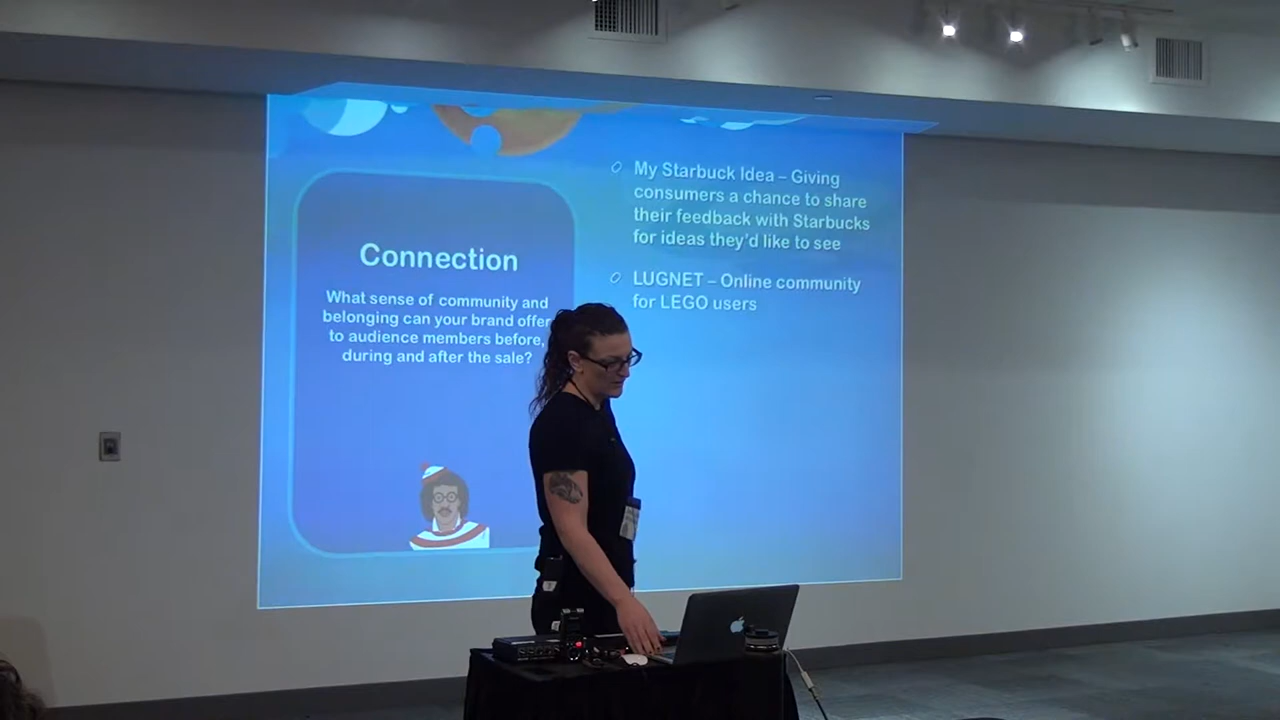 Connection
What sense of community and
belonging can your brand offer
to audience members before,
during and after the sale?
My Starbuck Idea – Giving
consumers a chance to share
their feedback with Starbucks
for ideas they'd like to see
LUGNET – Online community
for LEGO users